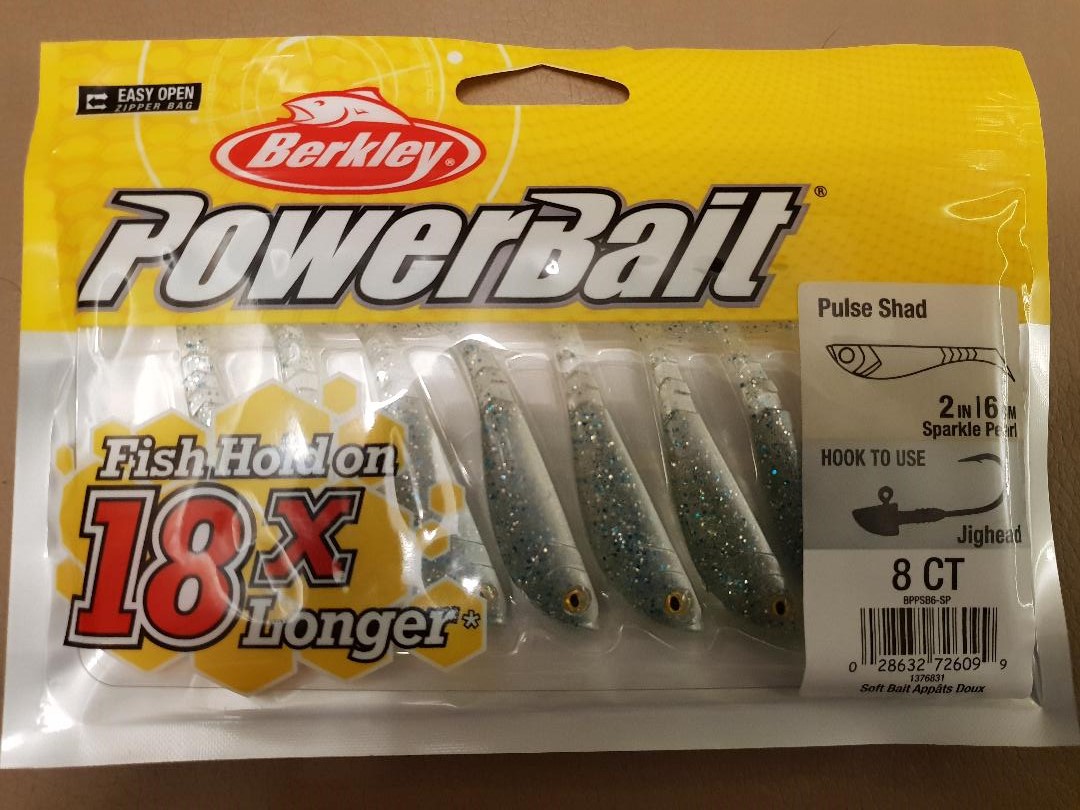 EASY OPEN
ZIPPER BAG
Berkley®
PowerBait®
Pulse Shad
2 IN | 6 CM
Sparkle Pearl
HOOK TO USE
Jighead
Fish Hold on
18x
Longer*
8 CT
BPPSB6-SP
0 28632 72609 9
1376831
Soft Bait Appâts Doux